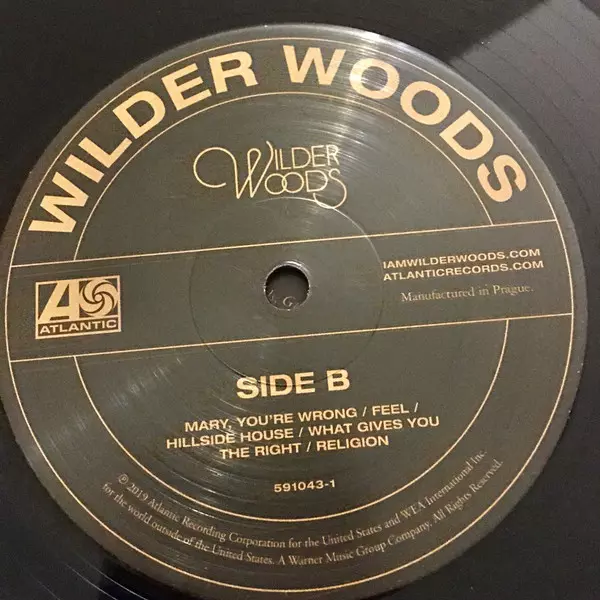 WILDER WOODS
WILDER
WOODS
IAMWILDERWOODS.COM
ATLANTICRECORDS.COM
Manufactured in Prague.
ATLANTIC
SIDE B
MARY, YOU'RE WRONG / FEEL /
HILLSIDE HOUSE / WHAT GIVES YOU
THE RIGHT / RELIGION
591043-1
℗2019 Atlantic Recording Corporation for the United States and WEA International Inc.
for the world outside of the United States. A Warner Music Group Company. All Rights Reserved.